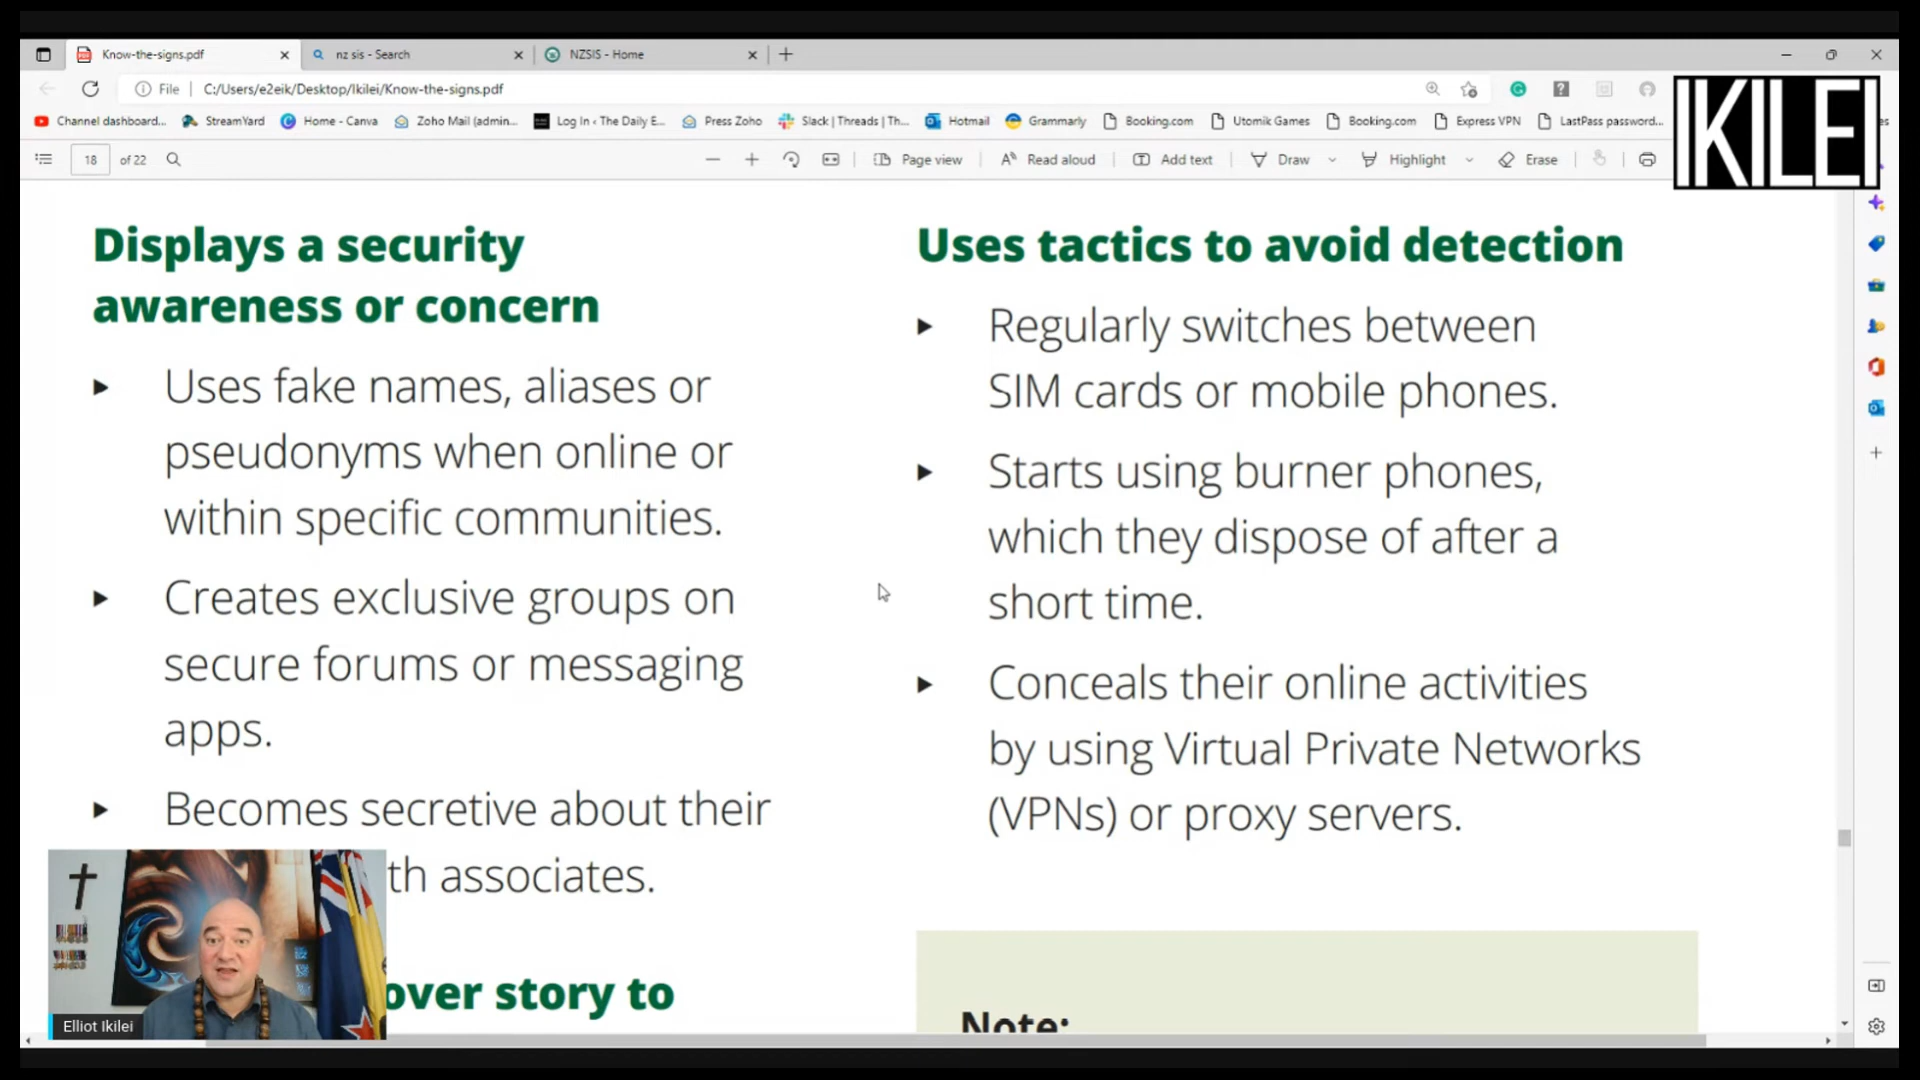 Know-the-signs.pdf
nz sis - Search
NZSIS - Home
File
C:/Users/e2eik/Desktop/Ikilei/Know-the-signs.pdf
Channel dashboard...
StreamYard
Home - Canva
Zoho Mail (admin...
Log In ‹ The Daily E...
Press Zoho
Slack | Threads | Th...
Hotmail
Grammarly
Booking.com
Utomik Games
Booking.com
Express VPN
LastPass password...
IKILEI
18 of 22
Page view
Read aloud
Add text
Draw
Highlight
Erase
Displays a security
awareness or concern
Uses fake names, aliases or
pseudonyms when online or
within specific communities.
Creates exclusive groups on
secure forums or messaging
apps.
Becomes secretive about their
th associates.
over story to
Uses tactics to avoid detection
Regularly switches between
SIM cards or mobile phones.
Starts using burner phones,
which they dispose of after a
short time.
Conceals their online activities
by using Virtual Private Networks
(VPNs) or proxy servers.
Note:
Elliot Ikilei